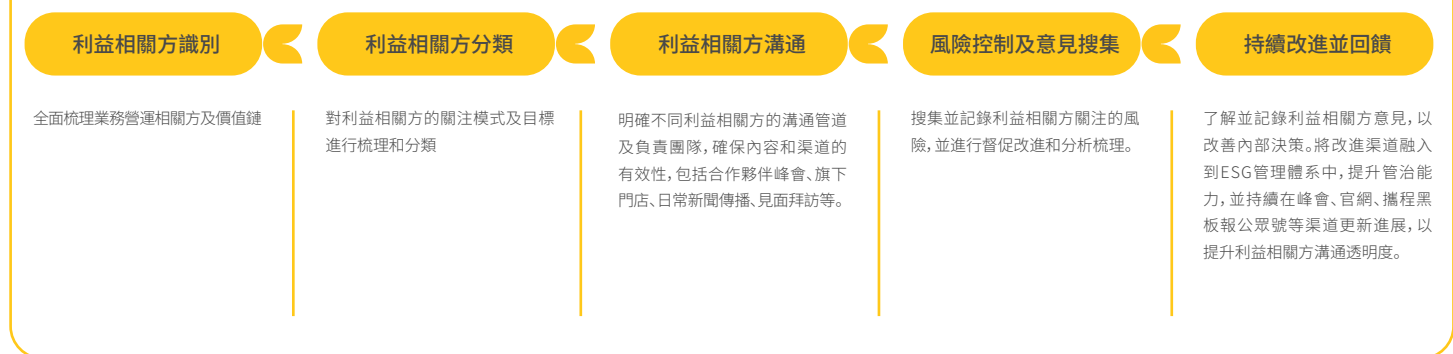 利益相關方識別
全面梳理業務營運相關方及價值鏈
利益相關方分類
對利益相關方的關注模式及目標
進行梳理和分類
利益相關方溝通
明確不同利益相關方的溝通管道
及負責團隊，確保內容和渠道的
有效性，包括合作夥伴峰會、旗下
門店、日常新聞傳播、見面拜訪等。
風險控制及意見搜集
搜集並記錄利益相關方關注的風
險，並進行督促改進和分析梳理。
持續改進並回饋
了解並記錄利益相關方意見，以
改善內部決策。將改進渠道融入
到ESG管理體系中，提升管治能
力，並持續在峰會、官網、攜程黑
板報公眾號等渠道更新進展，以
提升利益相關方溝通透明度。